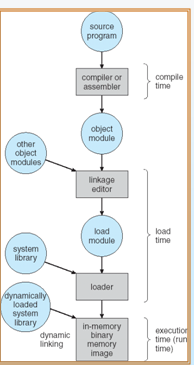 source
program
compiler or
assembler
compile
time
object
module
other
object
modules
linkage
editor
load
module
load
time
system
library
loader
dynamically
loaded
system
library
dynamic
linking
in-memory
binary
memory
image
execution
time (run
time)